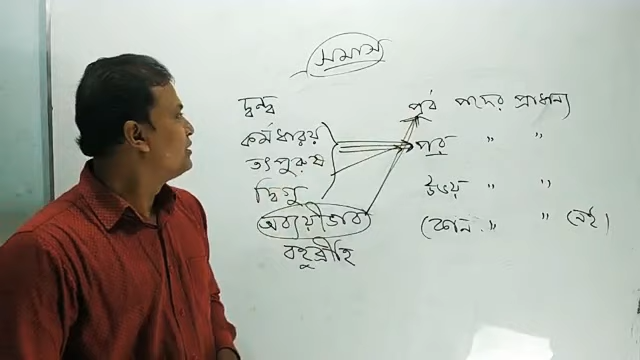 সমাস
দ্বন্দ্ব
কর্মধারয়
তৎপুরুষ
দ্বিগু
অব্যয়ীভাব
বহুব্রীহি
পূর্ব পদের প্রাধান্য
পর " "
উভয় " "
(কোন " " নেই)